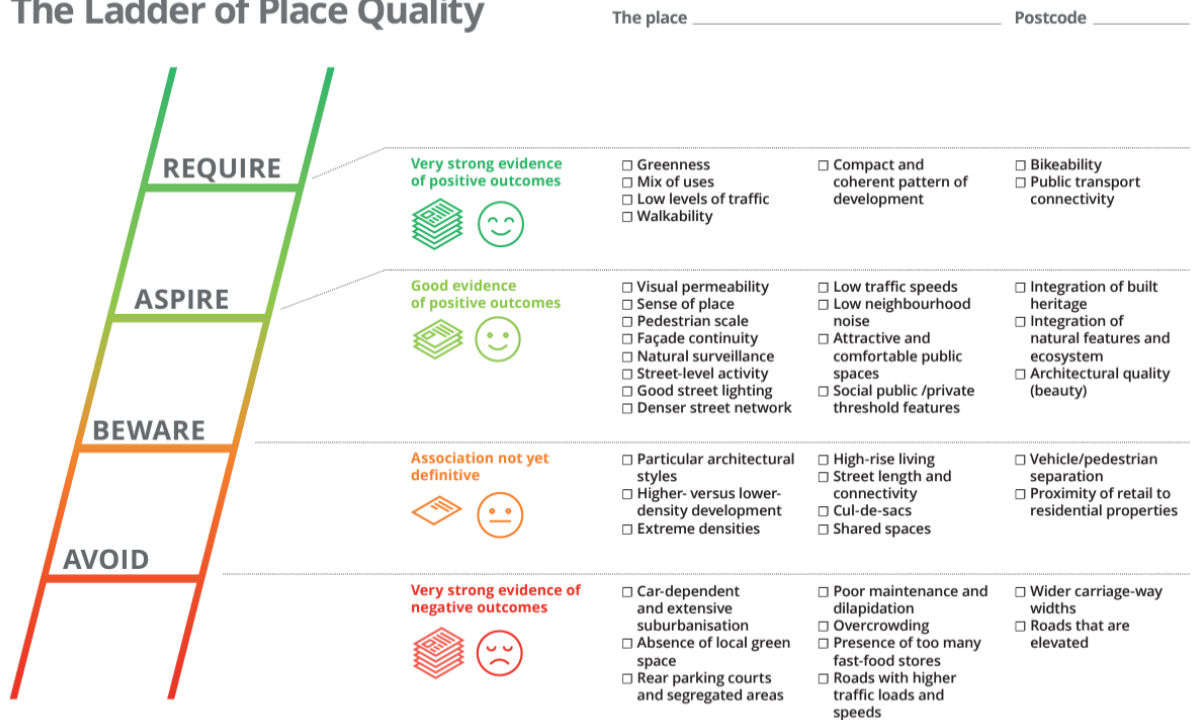 The Ladder of Place Quality
The place
Postcode
REQUIRE
Very strong evidence
of positive outcomes
☐ Greenness
☐ Mix of uses
☐ Low levels of traffic
☐ Walkability
☐ Compact and
coherent pattern of
development
☐ Bikeability
☐ Public transport
connectivity
ASPIRE
Good evidence
of positive outcomes
☐ Visual permeability
☐ Sense of place
☐ Pedestrian scale
☐ Façade continuity
☐ Natural surveillance
☐ Street-level activity
☐ Good street lighting
☐ Denser street network
☐ Low traffic speeds
☐ Low neighbourhood
noise
☐ Attractive and
comfortable public
spaces
☐ Social public /private
threshold features
☐ Integration of built
heritage
☐ Integration of
natural features and
ecosystem
☐ Architectural quality
(beauty)
BEWARE
Association not yet
definitive
☐ Particular architectural
styles
☐ Higher- versus lower-
density development
☐ Extreme densities
☐ High-rise living
☐ Street length and
connectivity
☐ Cul-de-sacs
☐ Shared spaces
☐ Vehicle/pedestrian
separation
☐ Proximity of retail to
residential properties
AVOID
Very strong evidence of
negative outcomes
☐ Car-dependent
and extensive
suburbanisation
☐ Absence of local green
space
☐ Rear parking courts
and segregated areas
☐ Poor maintenance and
dilapidation
☐ Overcrowding
☐ Presence of too many
fast-food stores
☐ Roads with higher
traffic loads and
speeds
☐ Wider carriage-way
widths
☐ Roads that are
elevated